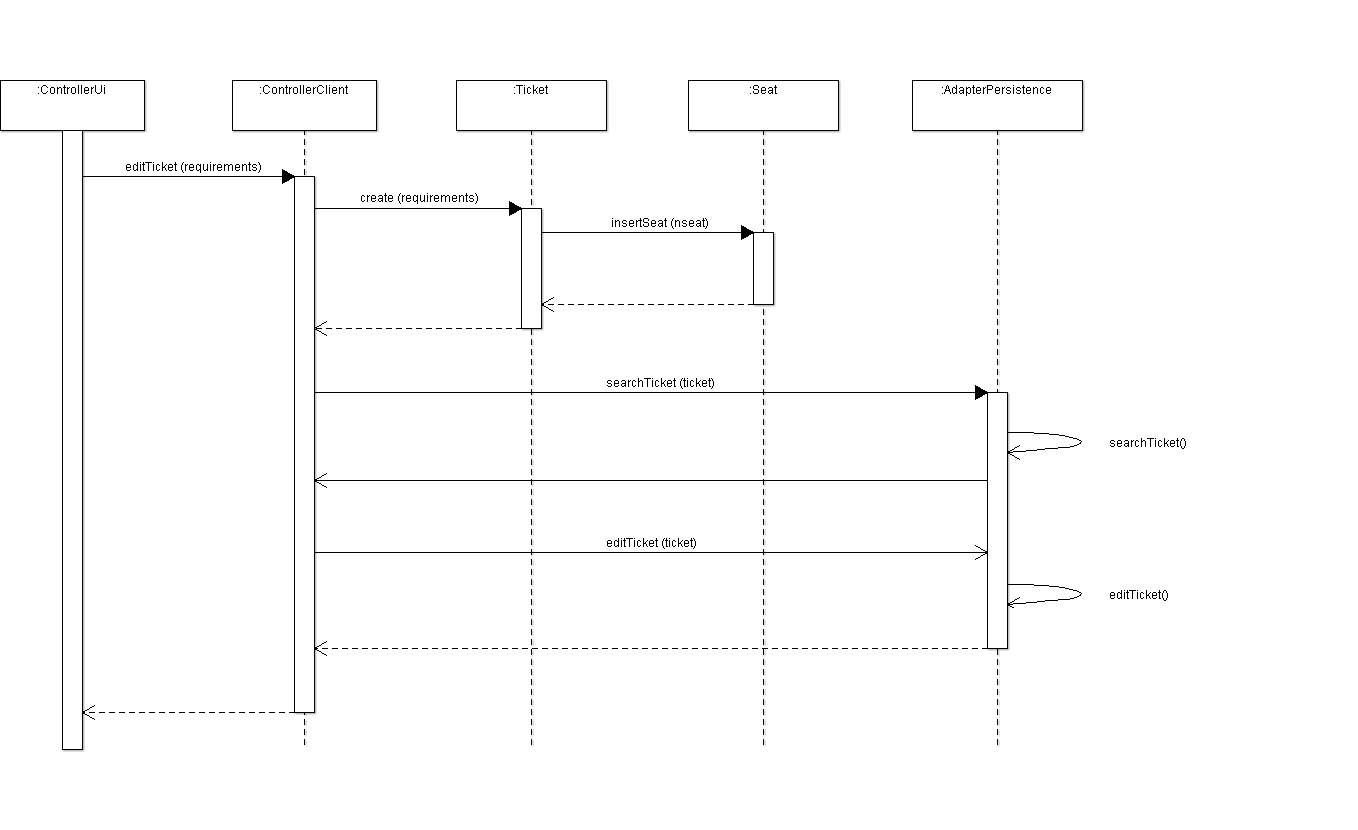 :ControllerUi
:ControllerClient
:Ticket
:Seat
:AdapterPersistence
editTicket (requirements)
create (requirements)
insertSeat (nseat)
searchTicket (ticket)
searchTicket()
editTicket (ticket)
editTicket()